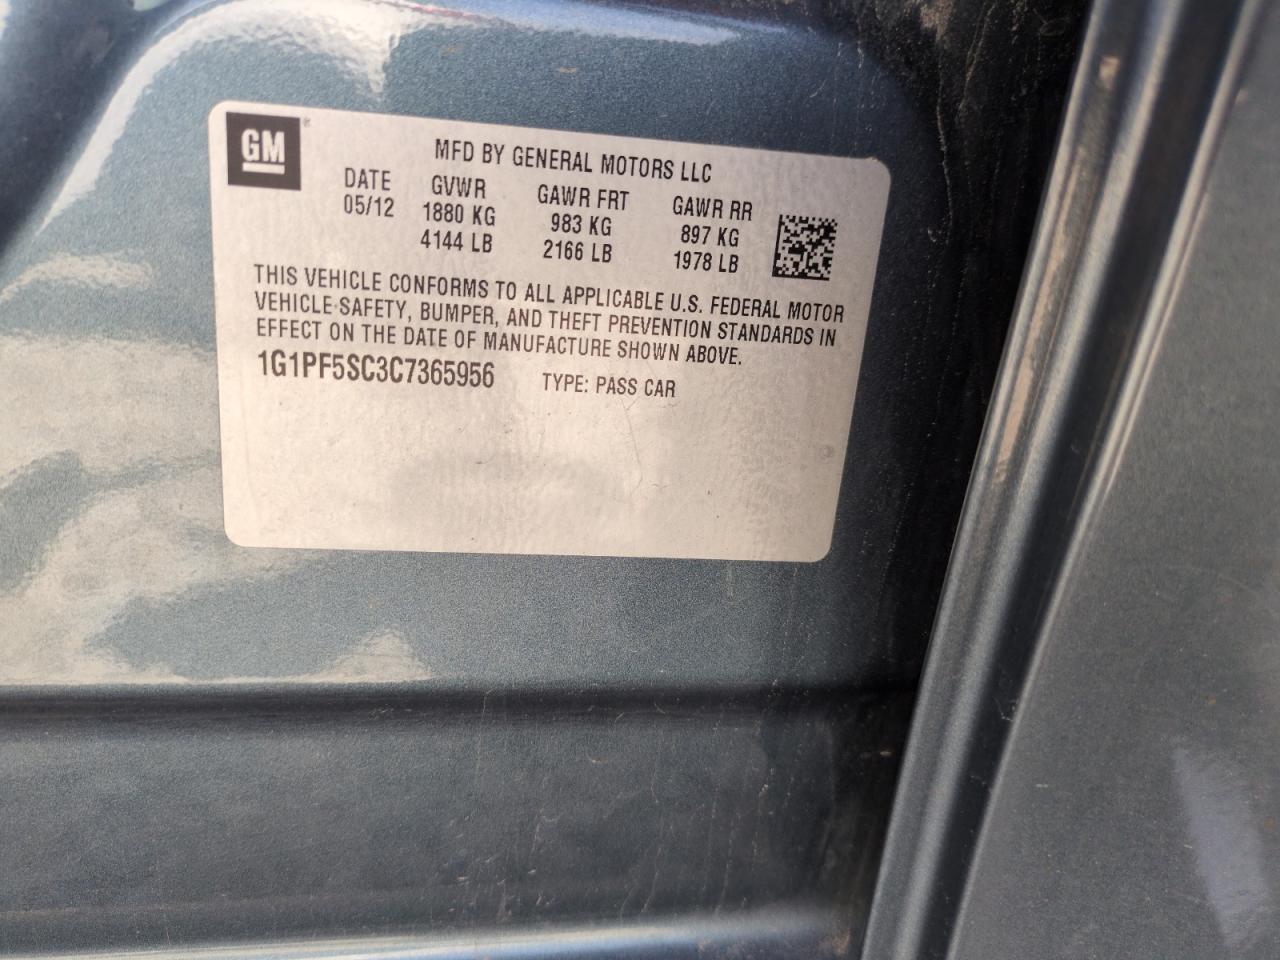 GM
MFD BY GENERAL MOTORS LLC
DATE GVWR GAWR FRT GAWR RR
05/12 1880 KG 983 KG 897 KG
4144 LB 2166 LB 1978 LB
THIS VEHICLE CONFORMS TO ALL APPLICABLE U.S. FEDERAL MOTOR
VEHICLE-SAFETY, BUMPER, AND THEFT PREVENTION STANDARDS IN
EFFECT ON THE DATE OF MANUFACTURE SHOWN ABOVE.
1G1PF5SC3C7365956 TYPE: PASS CAR